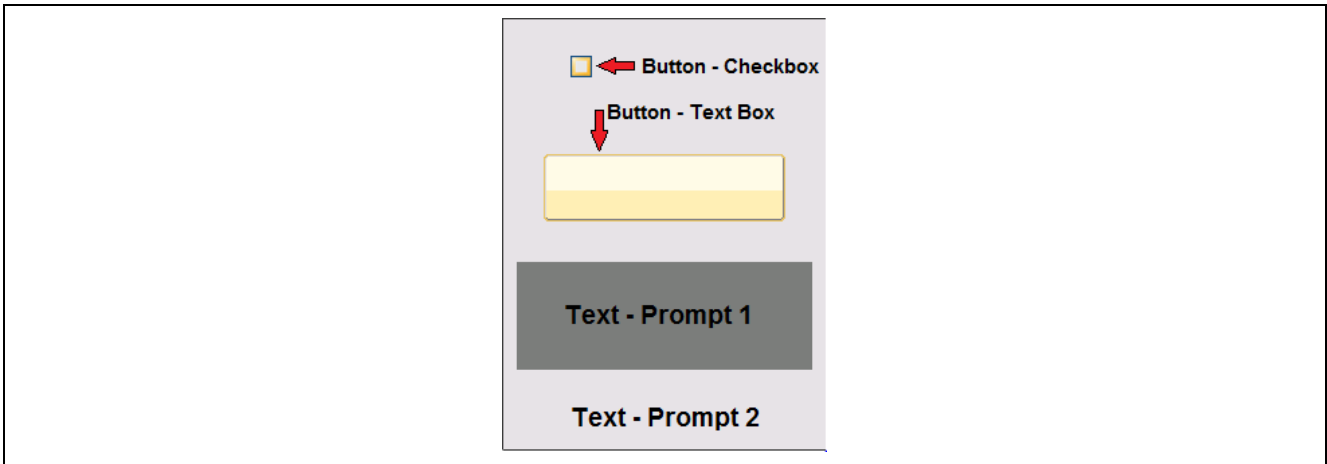 Button - Checkbox
Button - Text Box
Text - Prompt 1
Text - Prompt 2